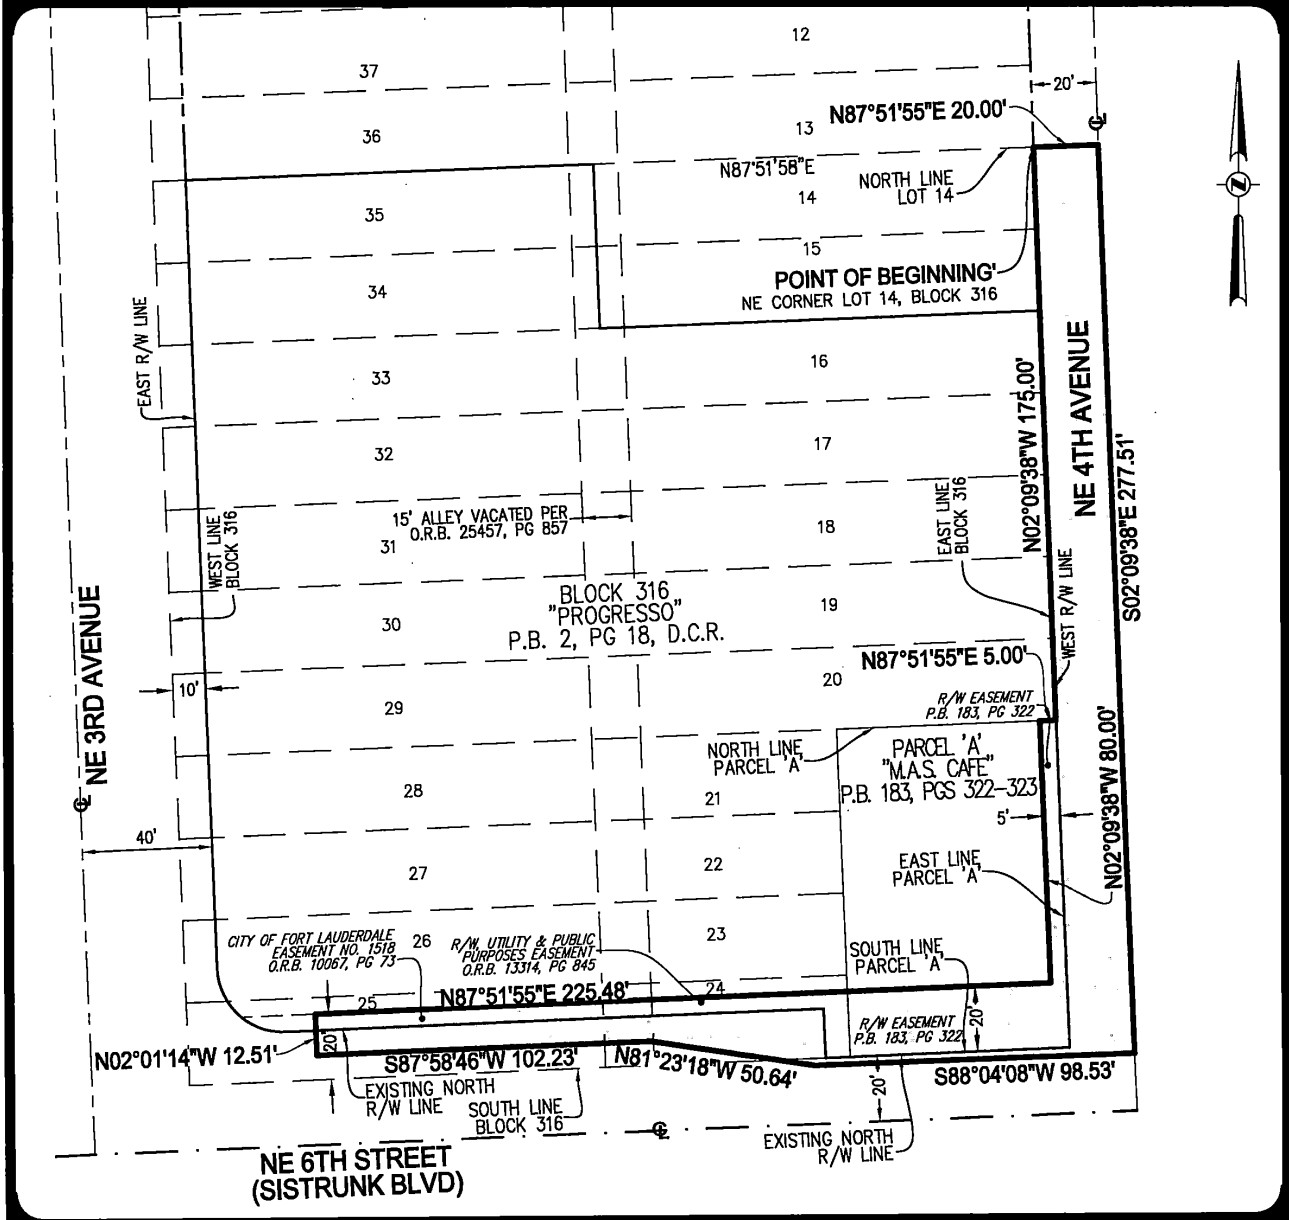 12
37
20'
N87°51'55"E 20.00'
℄
13
36
N87°51'58"E
NORTH LINE
LOT 14
14
35
15
POINT OF BEGINNING'
NE CORNER LOT 14, BLOCK 316
34
EAST R/W LINE
N
16
33
N02°09'38"W 175.00'
NE 4TH AVENUE
17
32
S02°09'38"E 277.51'
15' ALLEY VACATED PER
O.R.B. 25457, PG 857
EAST LINE
BLOCK 316
18
31
WEST LINE
BLOCK 316
BLOCK 316
"PROGRESSO"
P.B. 2, PG 18, D.C.R.
19
30
WEST R/W LINE
NE 3RD AVENUE
℄
N87°51'55"E 5.00'
20
10'
29
R/W EASEMENT
P.B. 183, PG 322
NORTH LINE
PARCEL 'A'
PARCEL 'A'
"M.A.S. CAFE"
P.B. 183, PGS 322-323
N02°09'38"W 80.00'
28
21
5'
40'
27
22
EAST LINE
PARCEL 'A'
CITY OF FORT LAUDERDALE
EASEMENT NO. 1518
O.R.B. 10067, PG 73
26
R/W, UTILITY & PUBLIC
PURPOSES EASEMENT
O.R.B. 13314, PG 845
23
SOUTH LINE
PARCEL 'A'
24
25
N87°51'55"E 225.48'
20'
R/W EASEMENT
P.B. 183, PG 322
20'
N02°01'14"W 12.51'
S87°58'46"W 102.23'
N81°23'18"W 50.64'
S88°04'08"W 98.53'
20'
EXISTING NORTH
R/W LINE
SOUTH LINE
BLOCK 316
℄
EXISTING NORTH
R/W LINE
NE 6TH STREET
(SISTRUNK BLVD)